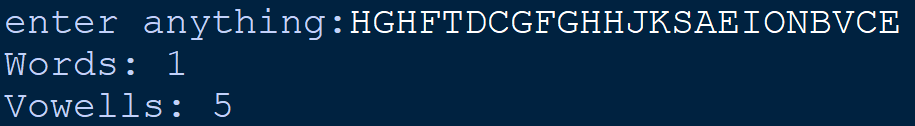 enter anything:HGHFTDCGFGHHJKSAEIONBVCE
Words: 1
Vowells: 5